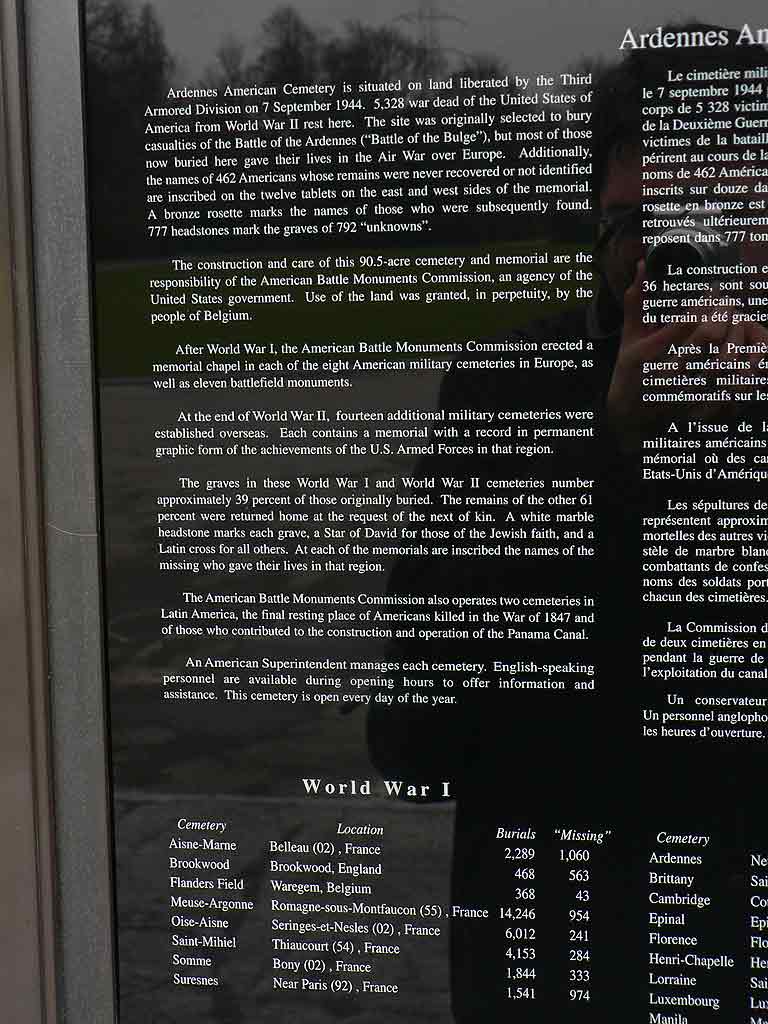 Ardennes American Cemetery is situated on land liberated by the Third
Armored Division on 7 September 1944. 5,328 war dead of the United States of
America from World War II rest here. The site was originally selected to bury
casualties of the Battle of the Ardennes (“Battle of the Bulge”), but most of those
now buried here gave their lives in the Air War over Europe. Additionally,
the names of 462 Americans whose remains were never recovered or not identified
are inscribed on the twelve tablets on the east and west sides of the memorial.
A bronze rosette marks the names of those who were subsequently found.
777 headstones mark the graves of 792 “unknowns”.
The construction and care of this 90.5-acre cemetery and memorial are the
responsibility of the American Battle Monuments Commission, an agency of the
United States government. Use of the land was granted, in perpetuity, by the
people of Belgium.
After World War I, the American Battle Monuments Commission erected a
memorial chapel in each of the eight American military cemeteries in Europe, as
well as eleven battlefield monuments.
At the end of World War II, fourteen additional military cemeteries were
established overseas. Each contains a memorial with a record in permanent
graphic form of the achievements of the U.S. Armed Forces in that region.
The graves in these World War I and World War II cemeteries number
approximately 39 percent of those originally buried. The remains of the other 61
percent were returned home at the request of the next of kin. A white marble
headstone marks each grave, a Star of David for those of the Jewish faith, and a
Latin cross for all others. At each of the memorials are inscribed the names of the
missing who gave their lives in that region.
The American Battle Monuments Commission also operates two cemeteries in
Latin America, the final resting place of Americans killed in the War of 1847 and
of those who contributed to the construction and operation of the Panama Canal.
An American Superintendent manages each cemetery. English-speaking
personnel are available during opening hours to offer information and
assistance. This cemetery is open every day of the year.
World War I
Cemetery Location Burials “Missing”
Aisne-Marne Belleau (02) , France 2,289 1,060
Brookwood Brookwood, England 468 563
Flanders Field Waregem, Belgium 368 43
Meuse-Argonne Romagne-sous-Montfaucon (55) , France 14,246 954
Oise-Aisne Seringes-et-Nesles (02) , France 6,012 241
Saint-Mihiel Thiaucourt (54) , France 4,153 284
Somme Bony (02) , France 1,844 333
Suresnes Near Paris (92) , France 1,541 974
Ardennes
Le cimetière
le 7 septembre 1944
corps de 5 328
de la Deuxième
victimes de la
périrent au cours de
noms de 462
inscrits sur douze
rosette en bronze est
retrouvés
reposent dans 777
La construction
36 hectares, sont
guerre américains,
du terrain a été
Après la
guerre américains
cimetières
commémoratifs sur
A l’issue de
militaires américains
mémorial où des
Etats-Unis
Les sépultures
représentent
mortelles des autres
stèle de marbre
combattants de
noms des soldats
chacun des cimetières.
La Commission
de deux cimetières en
pendant la guerre de
l’exploitation du canal
Un conservateur
Un personnel
les heures d’ouverture.
Cemetery
Ardennes
Brittany
Cambridge
Epinal
Florence
Henri-Chapelle
Lorraine
Luxembourg
Manila